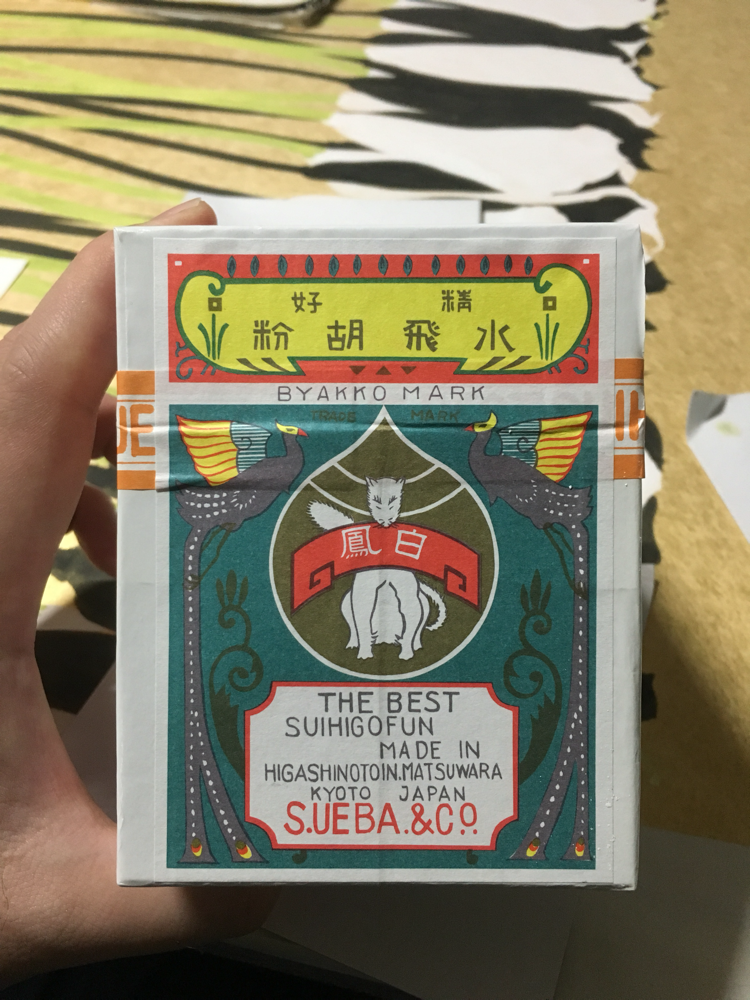 精好
水飛胡粉
BYAKKO MARK
TRADE MARK
白鳳
THE BEST
SUIHIGOFUN
MADE IN
HIGASHINOTOIN.MATSUWARA
KYOTO JAPAN
S.UEBA.&Co.